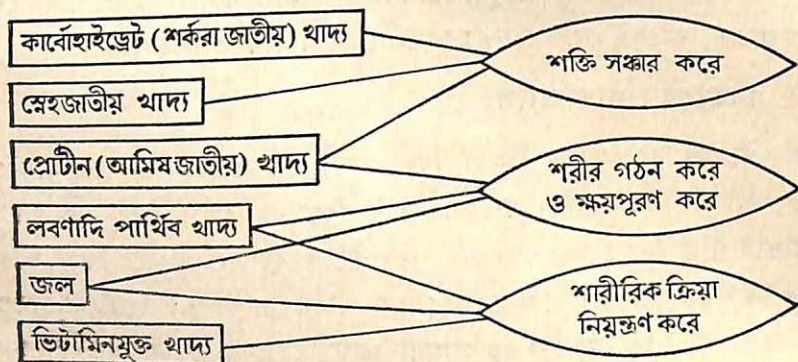 কার্বোহাইড্রেট (শর্করা জাতীয়) খাদ্য
স্নেহজাতীয় খাদ্য
প্রোটীন (আমিষ জাতীয়) খাদ্য
লবণাদি পার্থিব খাদ্য
জল
ভিটামিনযুক্ত খাদ্য
শক্তি সঞ্চার করে
শরীর গঠন করে
ও ক্ষয়পূরণ করে
শারীরিক ক্রিয়া
নিয়ন্ত্রণ করে